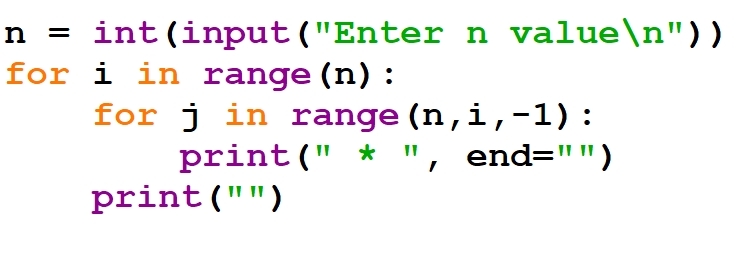 n = int(input("Enter n value\n"))
for i in range(n):
    for j in range(n,i,-1):
        print(" * ", end="")
    print("")